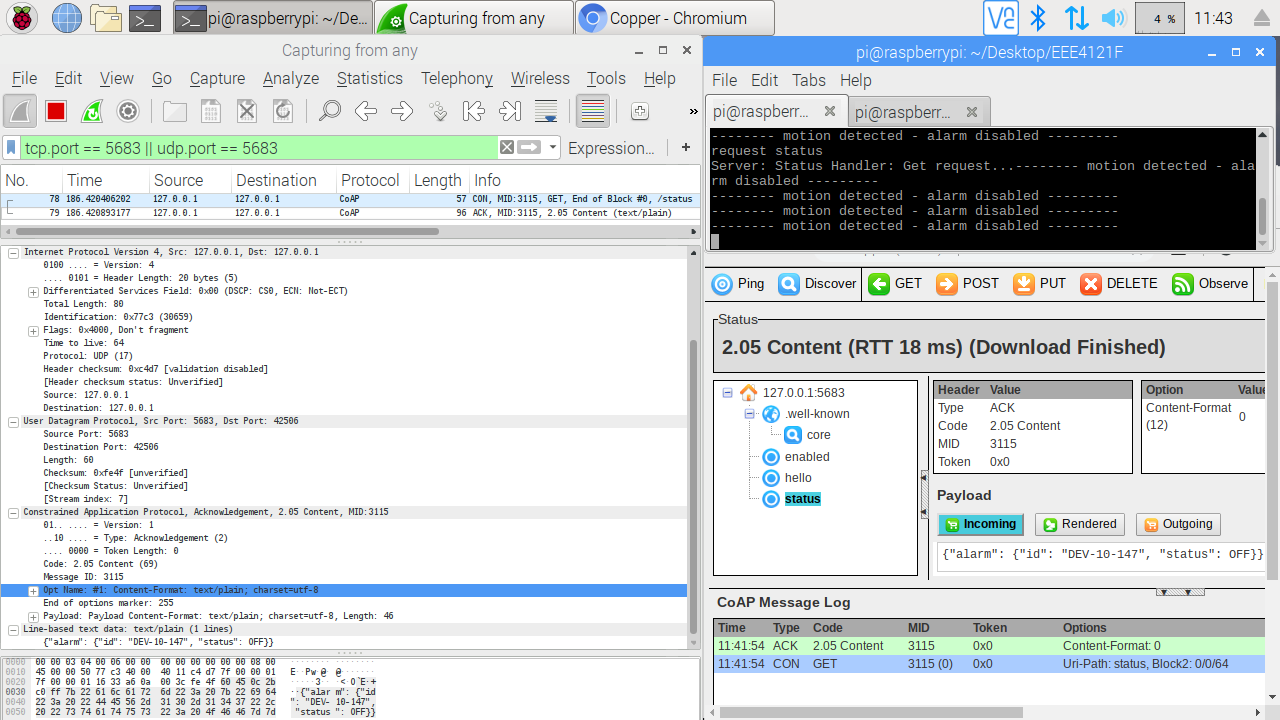 pi@raspberrypi: ~/De...
Capturing from any
Copper - Chromium
4 %
11:43
Capturing from any
File Edit View Go Capture Analyze Statistics Telephony Wireless Tools Help
»
tcp.port == 5683 || udp.port == 5683
Expression...
+
No. Time Source Destination Protocol Length Info
78 186.420406202 127.0.0.1 127.0.0.1 CoAP 57 CON, MID:3115, GET, End of Block #0, /status
79 186.420893177 127.0.0.1 127.0.0.1 CoAP 96 ACK, MID:3115, 2.05 Content (text/plain)
Internet Protocol Version 4, Src: 127.0.0.1, Dst: 127.0.0.1
0100 .... = Version: 4
.... 0101 = Header Length: 20 bytes (5)
Differentiated Services Field: 0x00 (DSCP: CS0, ECN: Not-ECT)
Total Length: 80
Identification: 0x77c3 (30659)
Flags: 0x4000, Don't fragment
Time to live: 64
Protocol: UDP (17)
Header checksum: 0xc4d7 [validation disabled]
[Header checksum status: Unverified]
Source: 127.0.0.1
Destination: 127.0.0.1
User Datagram Protocol, Src Port: 5683, Dst Port: 42506
Source Port: 5683
Destination Port: 42506
Length: 60
Checksum: 0xfe4f [unverified]
[Checksum Status: Unverified]
[Stream index: 7]
Constrained Application Protocol, Acknowledgement, 2.05 Content, MID:3115
01.. .... = Version: 1
..10 .... = Type: Acknowledgement (2)
.... 0000 = Token Length: 0
Code: 2.05 Content (69)
Message ID: 3115
Opt Name: #1: Content-Format: text/plain; charset=utf-8
End of options marker: 255
Payload: Payload Content-Format: text/plain; charset=utf-8, Length: 46
Line-based text data: text/plain (1 lines)
{"alarm": {"id": "DEV-10-147", "status": OFF}}
0000 00 00 03 04 00 06 00 00 00 00 00 00 00 00 08 00 ········ ········
0010 45 00 00 50 77 c3 40 00 40 11 c4 d7 7f 00 00 01
0020 7f 00 00 01 16 33 a6 0a 00 3c fe 4f 60 45 0c 2b
0030 c0 ff 7b 22 61 6c 61 72 6d 22 3a 20 7b 22 69 64 ··{"alar m": {"id
0040 22 3a 20 22 44 45 56 2d 31 30 2d 31 34 37 22 2c ": "DEV- 10-147",
0050 20 22 73 74 61 74 75 73 22 3a 20 4f 46 46 7d 7d "status ": OFF}}
pi@raspberrypi: ~/Desktop/EEE4121F
File Edit Tabs Help
pi@raspberr...
pi@raspberr...
-------- motion detected - alarm disabled ---------
request status
Server: Status Handler: Get request...-------- motion detected - ala
rm disabled ---------
-------- motion detected - alarm disabled ---------
-------- motion detected - alarm disabled ---------
-------- motion detected - alarm disabled ---------
Ping Discover GET POST PUT DELETE Observe
Status
2.05 Content (RTT 18 ms) (Download Finished)
127.0.0.1:5683
.well-known
core
enabled
hello
status
Header Value
Type ACK
Code 2.05 Content
MID 3115
Token 0x0
Option Value
Content-Format (12) 0
Payload
Incoming Rendered Outgoing
{"alarm": {"id": "DEV-10-147", "status": OFF}}
CoAP Message Log
Time Type Code MID Token Options
11:41:54 ACK 2.05 Content 3115 0x0 Content-Format: 0
11:41:54 CON GET 3115 (0) 0x0 Uri-Path: status, Block2: 0/0/64